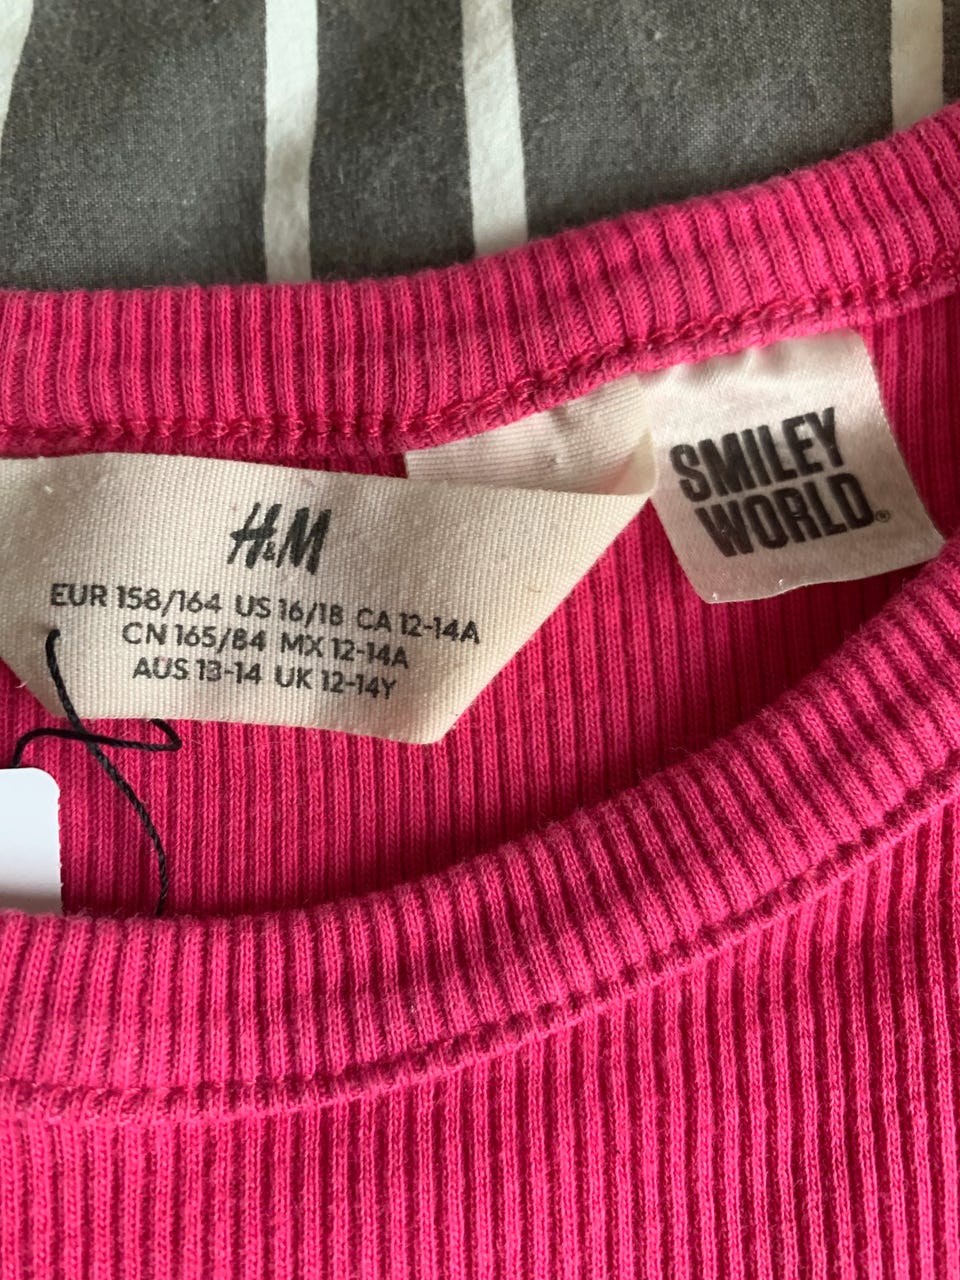 H&M
EUR 158/164 US 16/18 CA 12-14A
CN 165/84 MX 12-14A
AUS 13-14 UK 12-14Y
SMILEY
WORLD®